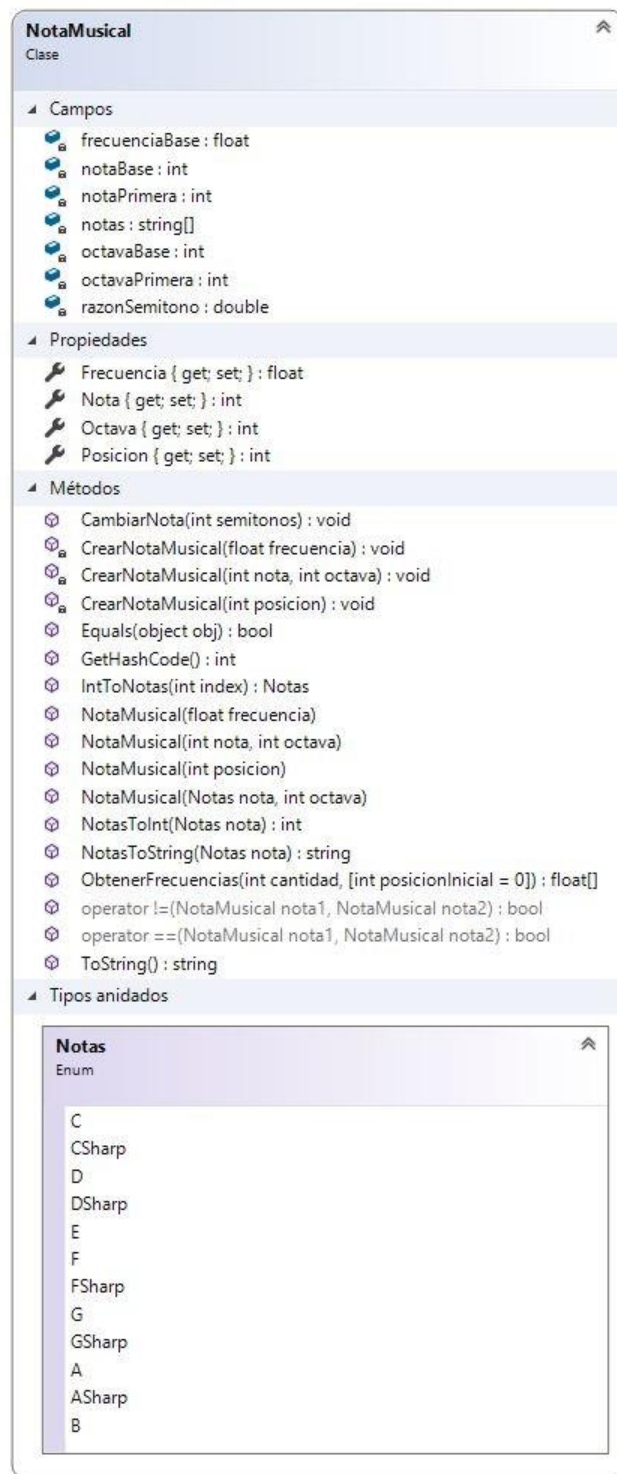 NotaMusical
Clase
Campos
frecuenciaBase : float
notaBase : int
notaPrimera : int
notas : string[]
octavaBase : int
octavaPrimera : int
razonSemitono : double
Propiedades
Frecuencia { get; set; } : float
Nota { get; set; } : int
Octava { get; set; } : int
Posicion { get; set; } : int
Métodos
CambiarNota(int semitonos) : void
CrearNotaMusical(float frecuencia) : void
CrearNotaMusical(int nota, int octava) : void
CrearNotaMusical(int posicion) : void
Equals(object obj) : bool
GetHashCode() : int
IntToNotas(int index) : Notas
NotaMusical(float frecuencia)
NotaMusical(int nota, int octava)
NotaMusical(int posicion)
NotaMusical(Notas nota, int octava)
NotasToInt(Notas nota) : int
NotasToString(Notas nota) : string
ObtenerFrecuencias(int cantidad, [int posicionInicial = 0]) : float[]
operator !=(NotaMusical nota1, NotaMusical nota2) : bool
operator ==(NotaMusical nota1, NotaMusical nota2) : bool
ToString() : string
Tipos anidados
Notas
Enum
C
CSharp
D
DSharp
E
F
FSharp
G
GSharp
A
ASharp
B